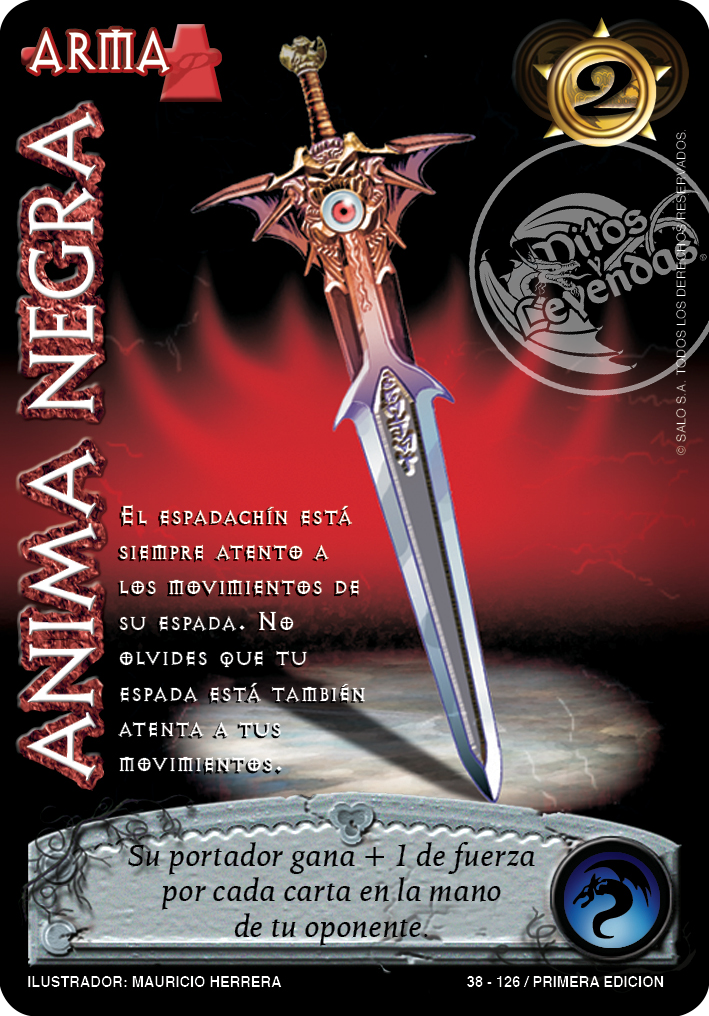 ARMA
2
ANIMA NEGRA
Mitos
y
Leyendas
®
© SALO S.A. TODOS LOS DERECHOS RESERVADOS.
El espadachín está
siempre atento a
los movimientos de
su espada. No
olvides que tu
espada está también
atenta a tus
movimientos.
Su portador gana + 1 de fuerza
por cada carta en la mano
de tu oponente.
ILUSTRADOR: MAURICIO HERRERA
38 - 126 / PRIMERA EDICION